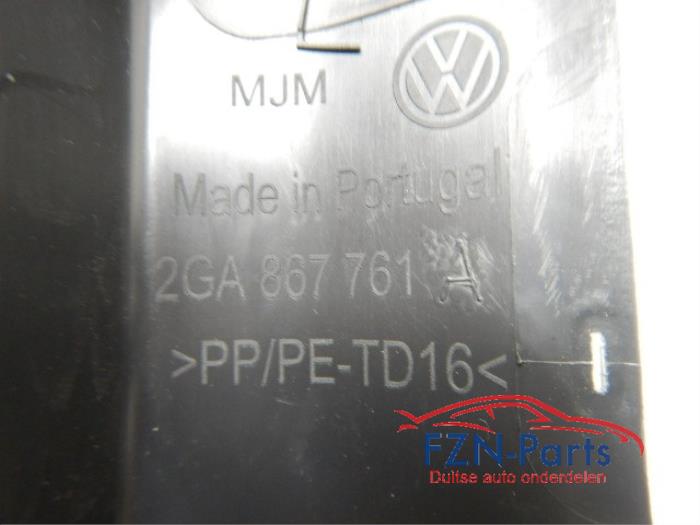 MJM
Made in Portugal
2GA 867 761 A
>PP/PE-TD16<
FZN-Parts
Duitse auto onderdelen